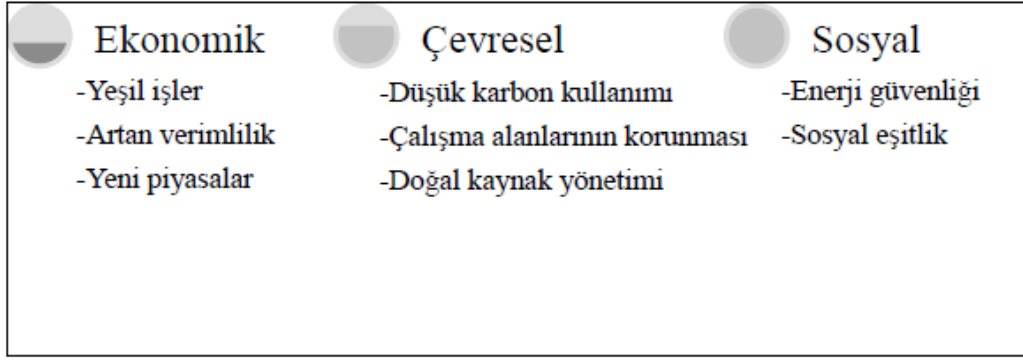 Ekonomik
-Yeşil işler
-Artan verimlilik
-Yeni piyasalar
Çevresel
-Düşük karbon kullanımı
-Çalışma alanlarının korunması
-Doğal kaynak yönetimi
Sosyal
-Enerji güvenliği
-Sosyal eşitlik